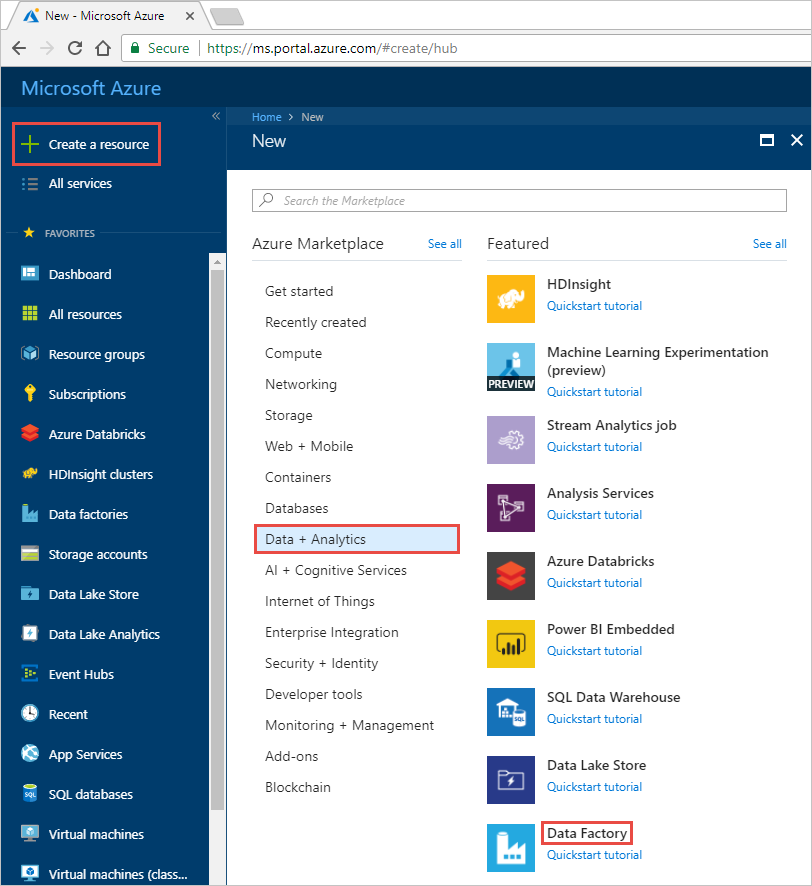 New - Microsoft Azure
Secure
https://ms.portal.azure.com/#create/hub
Microsoft Azure
Create a resource
All services
FAVORITES
Dashboard
All resources
Resource groups
Subscriptions
Azure Databricks
HDInsight clusters
Data factories
Storage accounts
Data Lake Store
Data Lake Analytics
Event Hubs
Recent
App Services
SQL databases
Virtual machines
Virtual machines (class...
Home > New
New
Search the Marketplace
Azure Marketplace
See all
Get started
Recently created
Compute
Networking
Storage
Web + Mobile
Containers
Databases
Data + Analytics
AI + Cognitive Services
Internet of Things
Enterprise Integration
Security + Identity
Developer tools
Monitoring + Management
Add-ons
Blockchain
Featured
See all
HDInsight
Quickstart tutorial
PREVIEW
Machine Learning Experimentation
(preview)
Quickstart tutorial
Stream Analytics job
Quickstart tutorial
Analysis Services
Quickstart tutorial
Azure Databricks
Quickstart tutorial
Power BI Embedded
Quickstart tutorial
SQL
SQL Data Warehouse
Quickstart tutorial
Data Lake Store
Quickstart tutorial
Data Factory
Quickstart tutorial